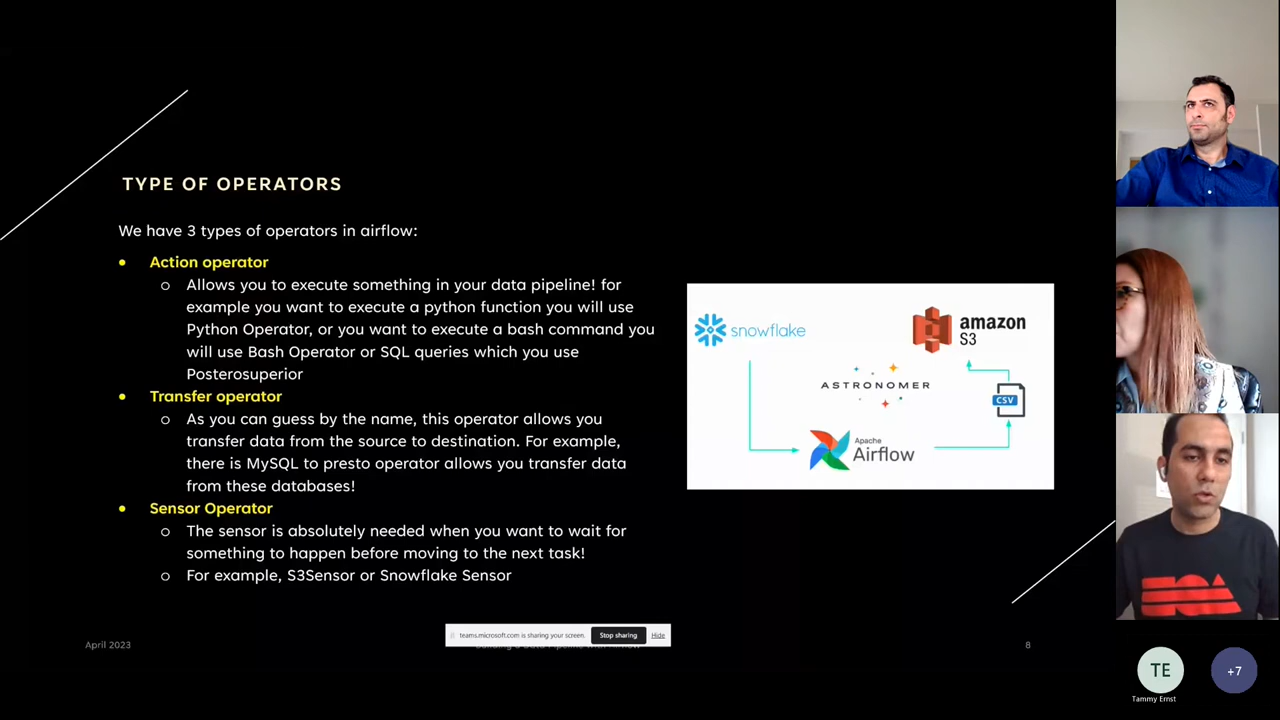 TYPE OF OPERATORS
We have 3 types of operators in airflow:
• Action operator
o Allows you to execute something in your data pipeline! for
example you want to execute a python function you will use
Python Operator, or you want to execute a bash command you
will use Bash Operator or SQL queries which you use
Posterosuperior
• Transfer operator
o As you can guess by the name, this operator allows you
transfer data from the source to destination. For example,
there is MySQL to presto operator allows you transfer data
from these databases!
• Sensor Operator
o The sensor is absolutely needed when you want to wait for
something to happen before moving to the next task!
o For example, S3Sensor or Snowflake Sensor
snowflake
amazon
S3
ASTRONOMER
CSV
Apache
Airflow
teams.microsoft.com is sharing your screen. Stop sharing Hide
April 2023
8
TE
+7
Tammy Ernst